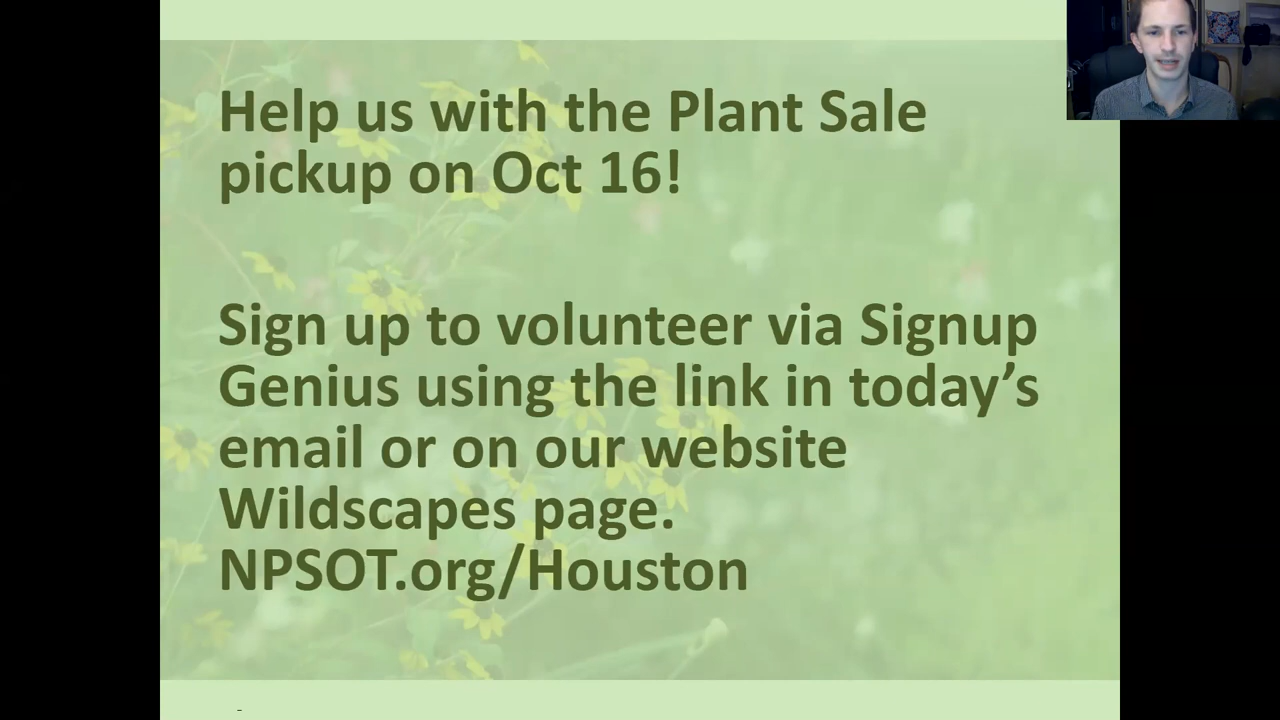 Help us with the Plant Sale
pickup on Oct 16!
Sign up to volunteer via Signup
Genius using the link in today’s
email or on our website
Wildscapes page.
NPSOT.org/Houston